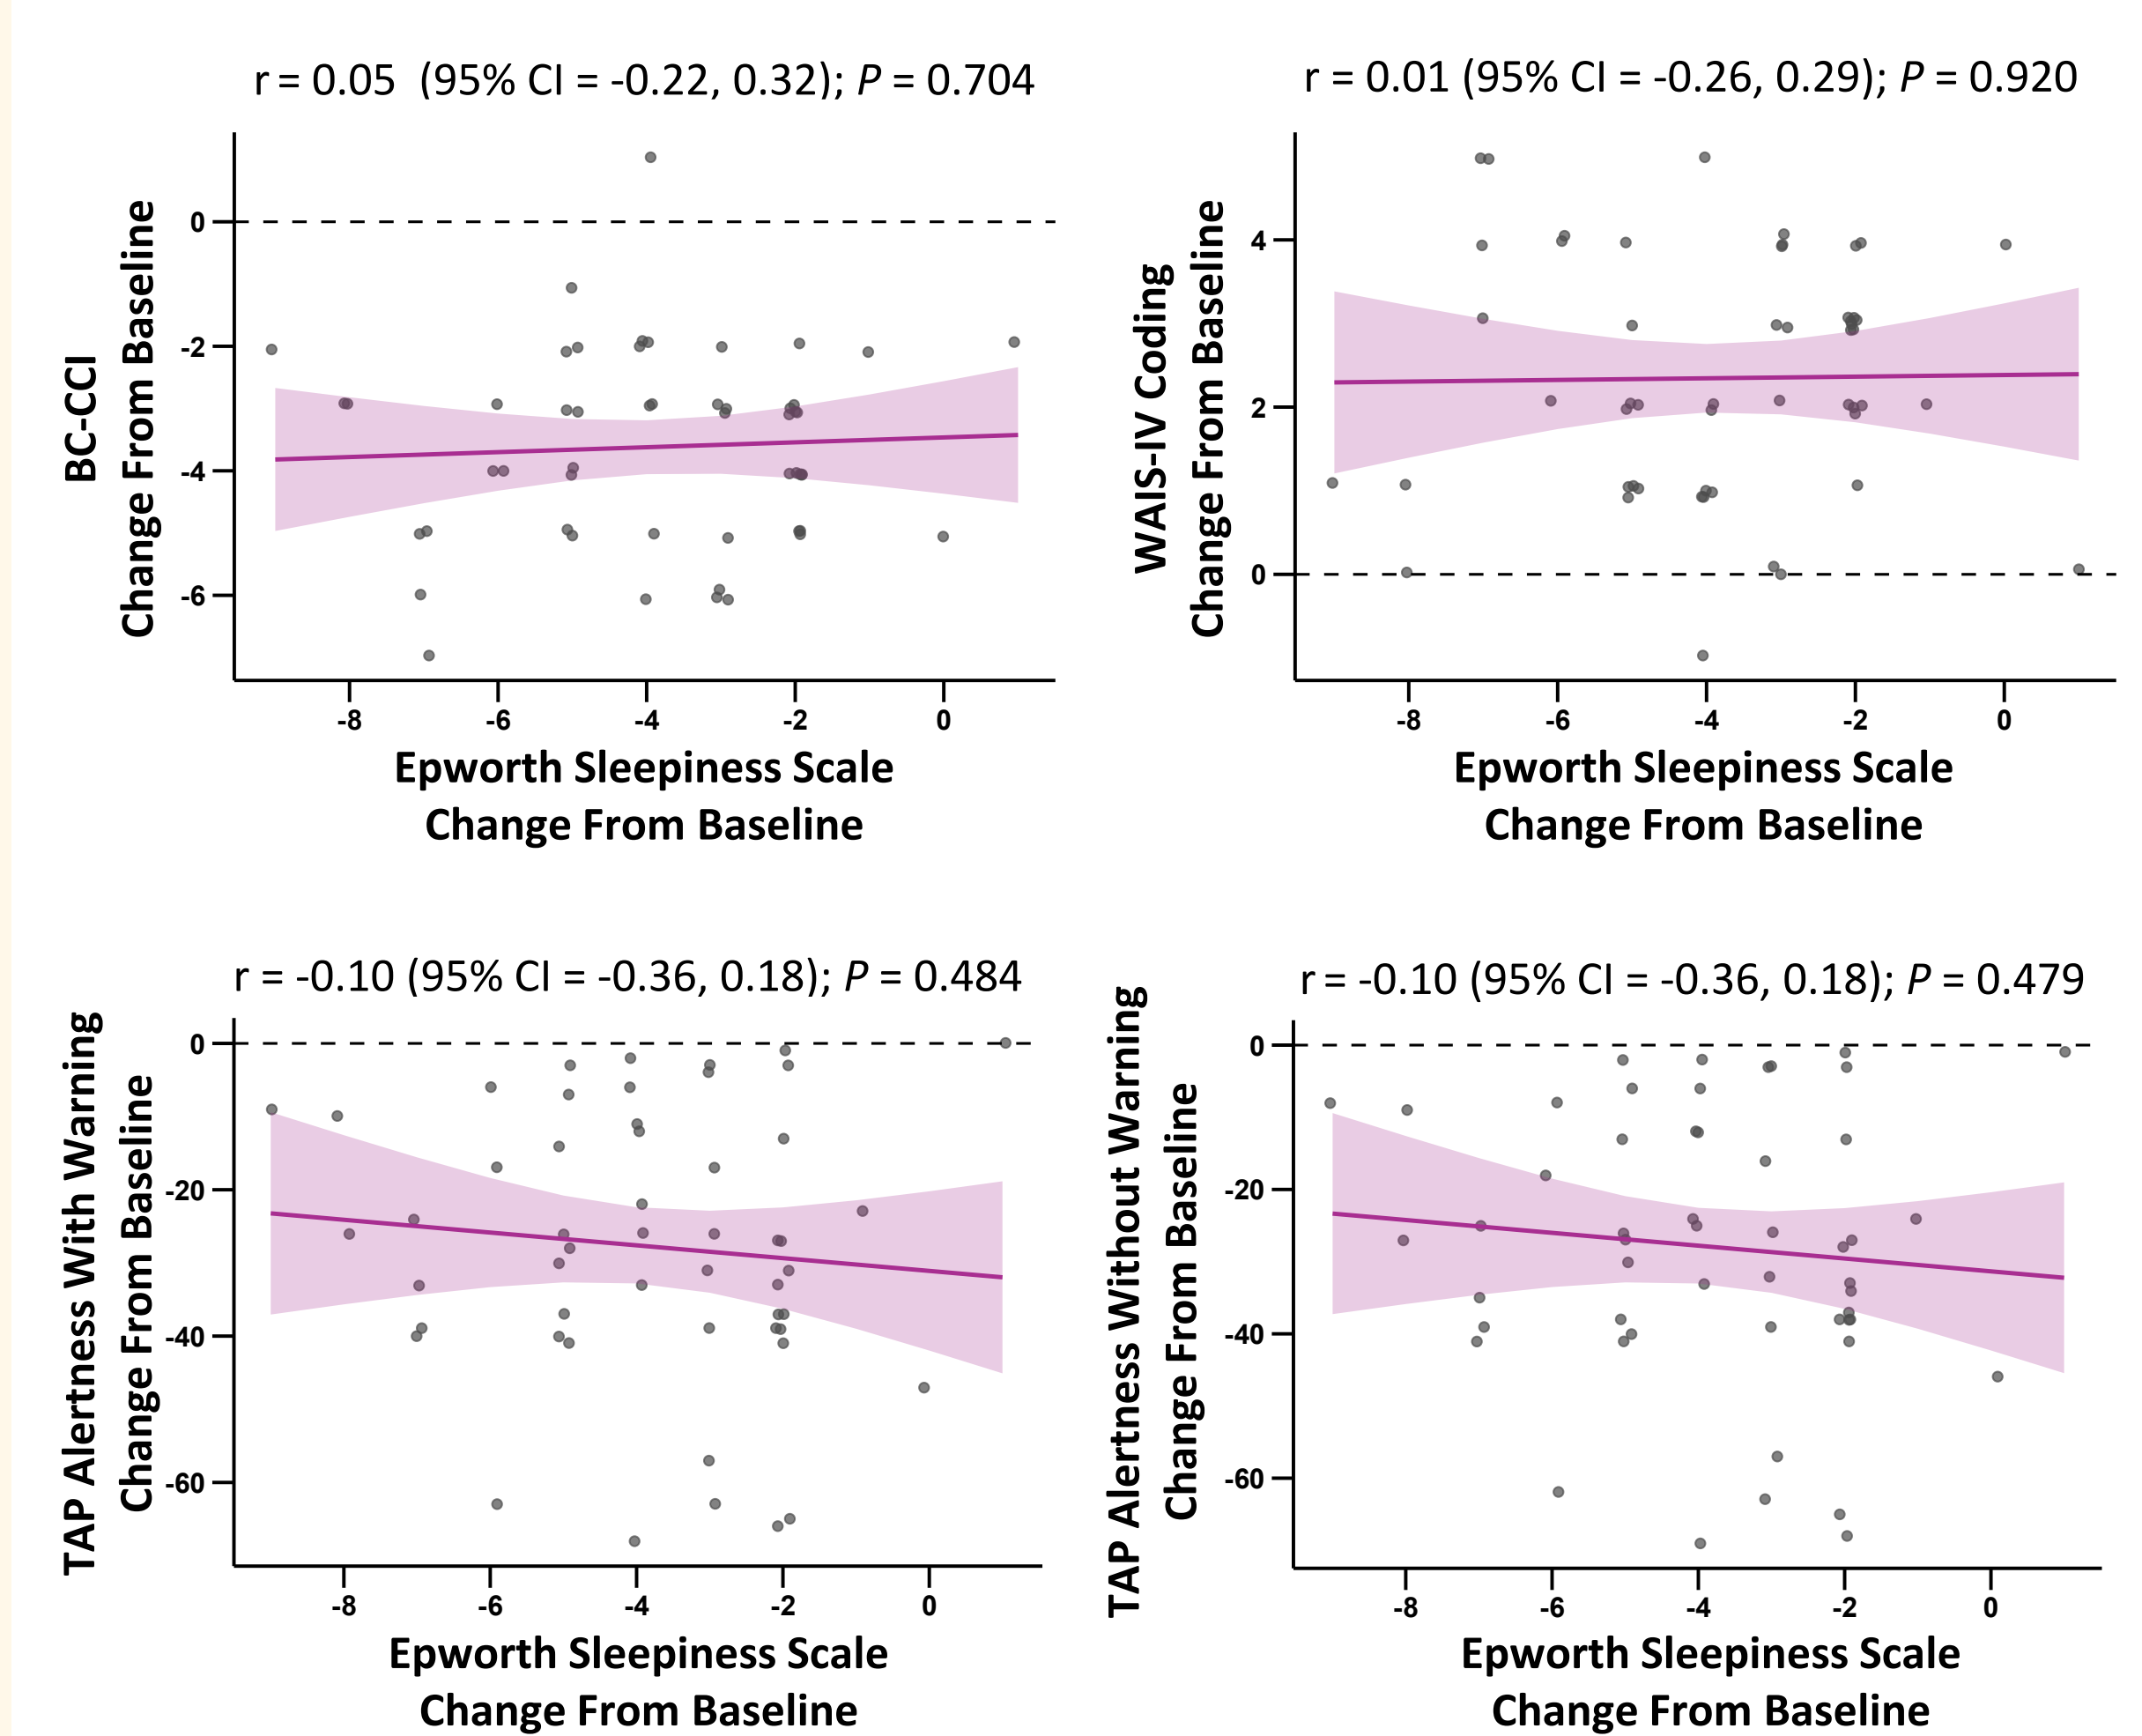 r = 0.05 (95% CI = -0.22, 0.32); P = 0.704
BC-CCI
Change From Baseline
0
-2
-4
-6
-8
-6
-4
-2
0
Epworth Sleepiness Scale
Change From Baseline
r = 0.01 (95% CI = -0.26, 0.29); P = 0.920
WAIS-IV Coding
Change From Baseline
4
2
0
-8
-6
-4
-2
0
Epworth Sleepiness Scale
Change From Baseline
r = -0.10 (95% CI = -0.36, 0.18); P = 0.484
TAP Alertness With Warning
Change From Baseline
0
-20
-40
-60
-8
-6
-4
-2
0
Epworth Sleepiness Scale
Change From Baseline
r = -0.10 (95% CI = -0.36, 0.18); P = 0.479
TAP Alertness Without Warning
Change From Baseline
0
-20
-40
-60
-8
-6
-4
-2
0
Epworth Sleepiness Scale
Change From Baseline